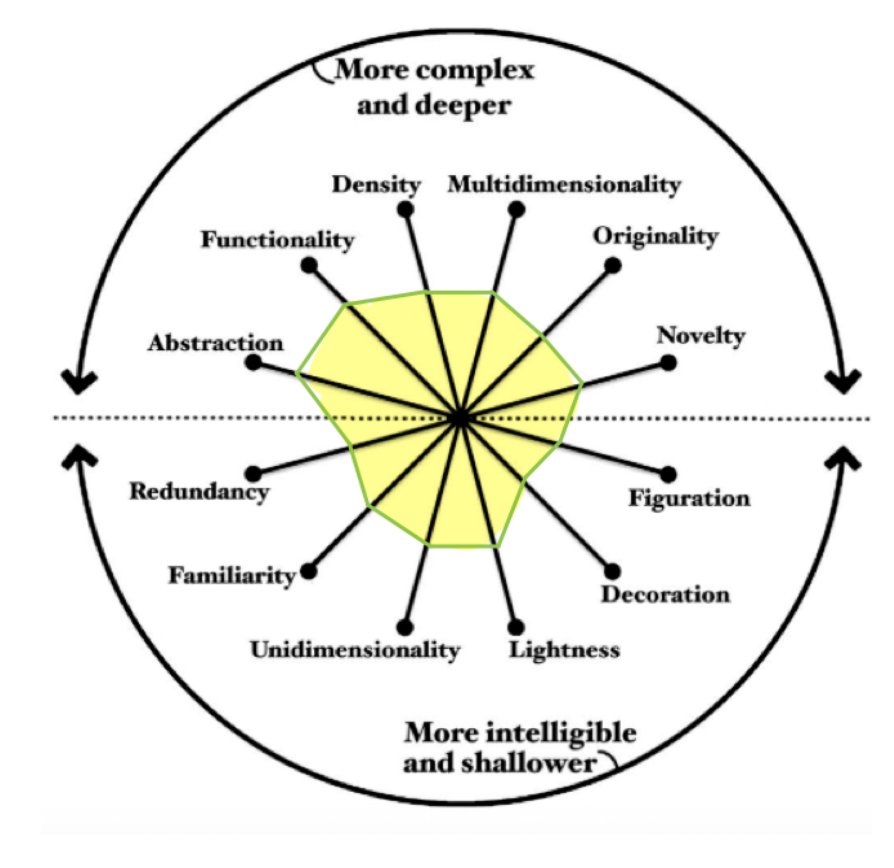 More complex
and deeper
Density
Multidimensionality
Functionality
Originality
Abstraction
Novelty
Redundancy
Figuration
Familiarity
Decoration
Unidimensionality
Lightness
More intelligible
and shallower